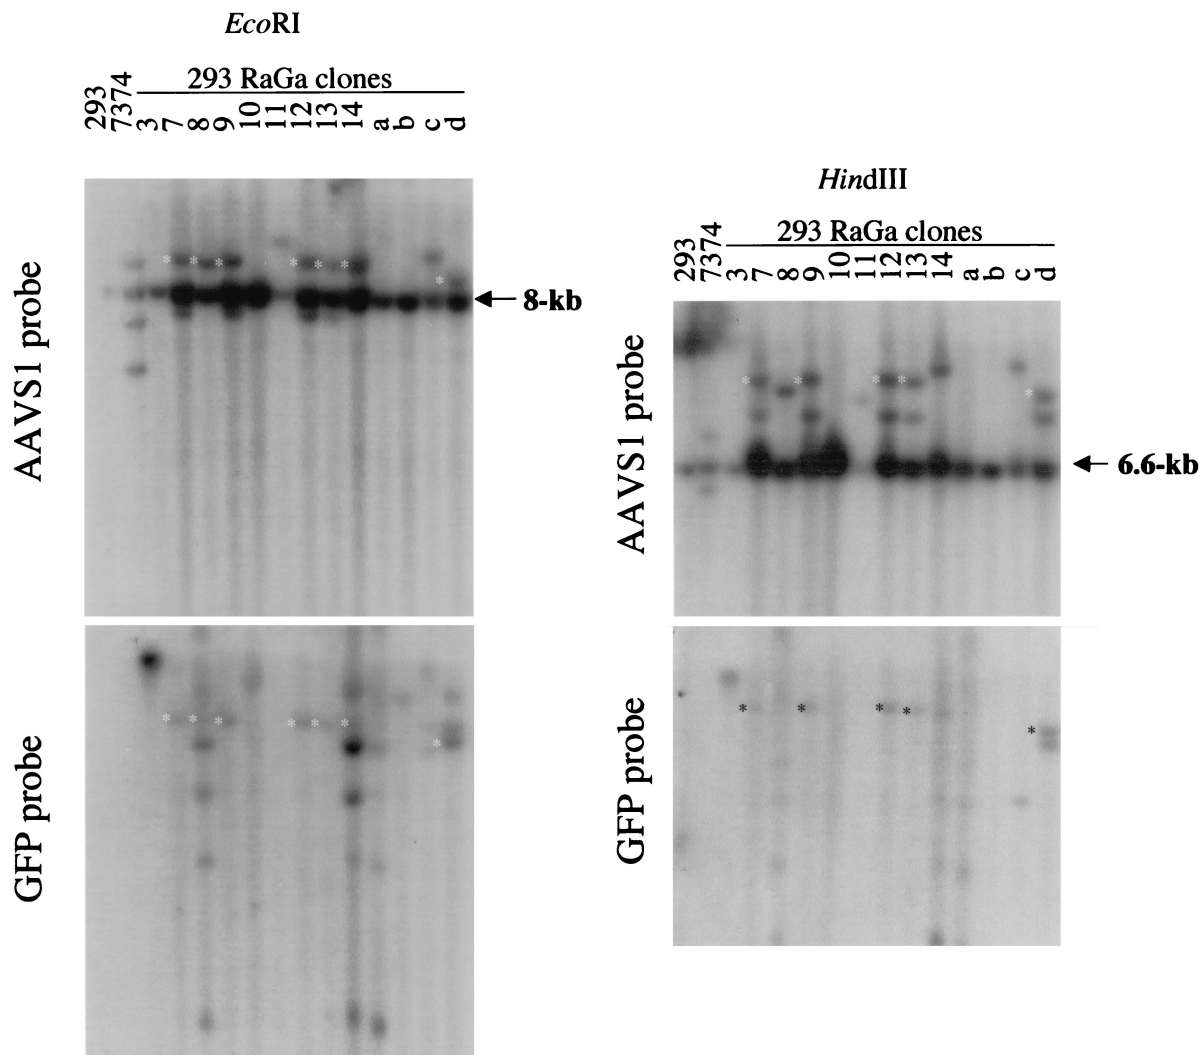 EcoRI
293 RaGa clones
293 7374 3 7 8 9 10 11 12 13 14 a b c d
AAVS1 probe
8-kb
GFP probe
HindIII
293 RaGa clones
293 7374 3 7 8 9 10 11 12 13 14 a b c d
AAVS1 probe
6.6-kb
GFP probe